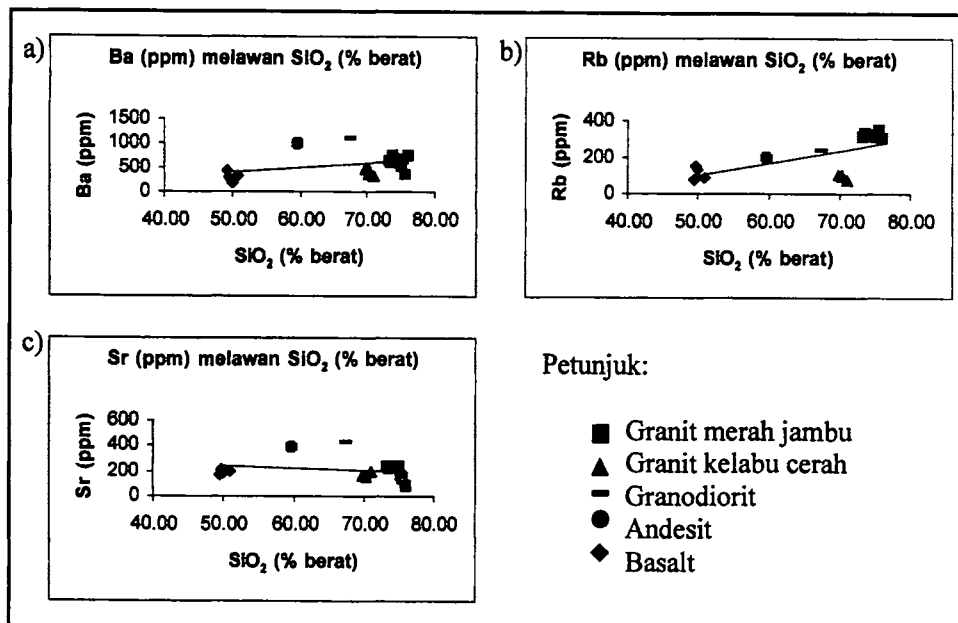 a)
Ba (ppm) melawan SiO₂ (% berat)
Ba (ppm)
1500
1000
500
0
40.00 50.00 60.00 70.00 80.00
SiO₂ (% berat)
b)
Rb (ppm) melawan SiO₂ (% berat)
Rb (ppm)
400
200
0
40.00 50.00 60.00 70.00 80.00
SiO₂ (% berat)
c)
Sr (ppm) melawan SiO₂ (% berat)
Sr (ppm)
600
400
200
0
40.00 50.00 60.00 70.00 80.00
SiO₂ (% berat)
Petunjuk:
Granit merah jambu
Granit kelabu cerah
Granodiorit
Andesit
Basalt